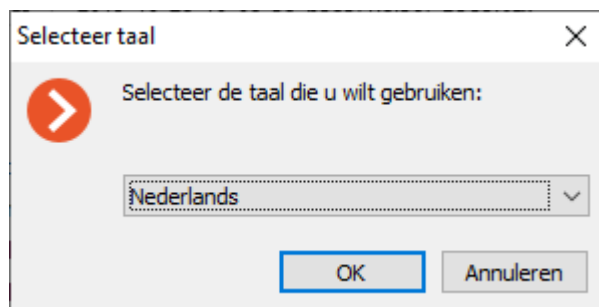 Selecteer taal
Selecteer de taal die u wilt gebruiken:
Nederlands
OK
Annuleren